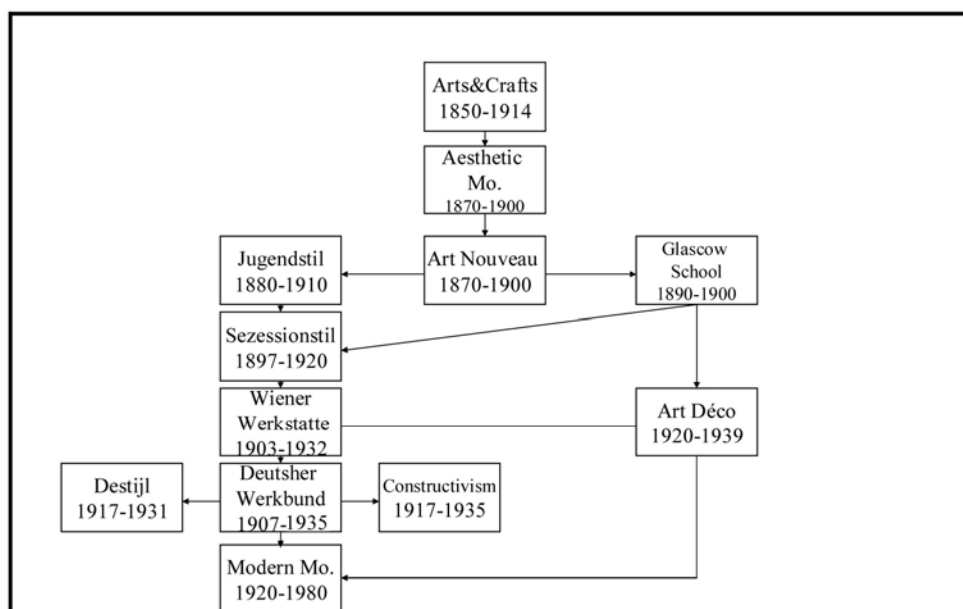 Arts&Crafts
1850-1914
Aesthetic
Mo.
1870-1900
Jugendstil
1880-1910
Art Nouveau
1870-1900
Glascow
School
1890-1900
Sezessionstil
1897-1920
Wiener
Werkstatte
1903-1932
Art Déco
1920-1939
Destijl
1917-1931
Deutsher
Werkbund
1907-1935
Constructivism
1917-1935
Modern Mo.
1920-1980